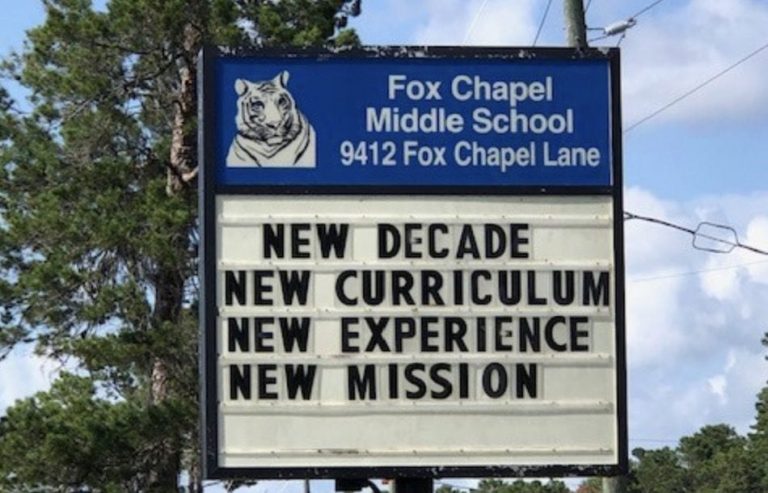 Fox Chapel
Middle School
9412 Fox Chapel Lane
NEW DECADE
NEW CURRICULUM
NEW EXPERIENCE
NEW MISSION